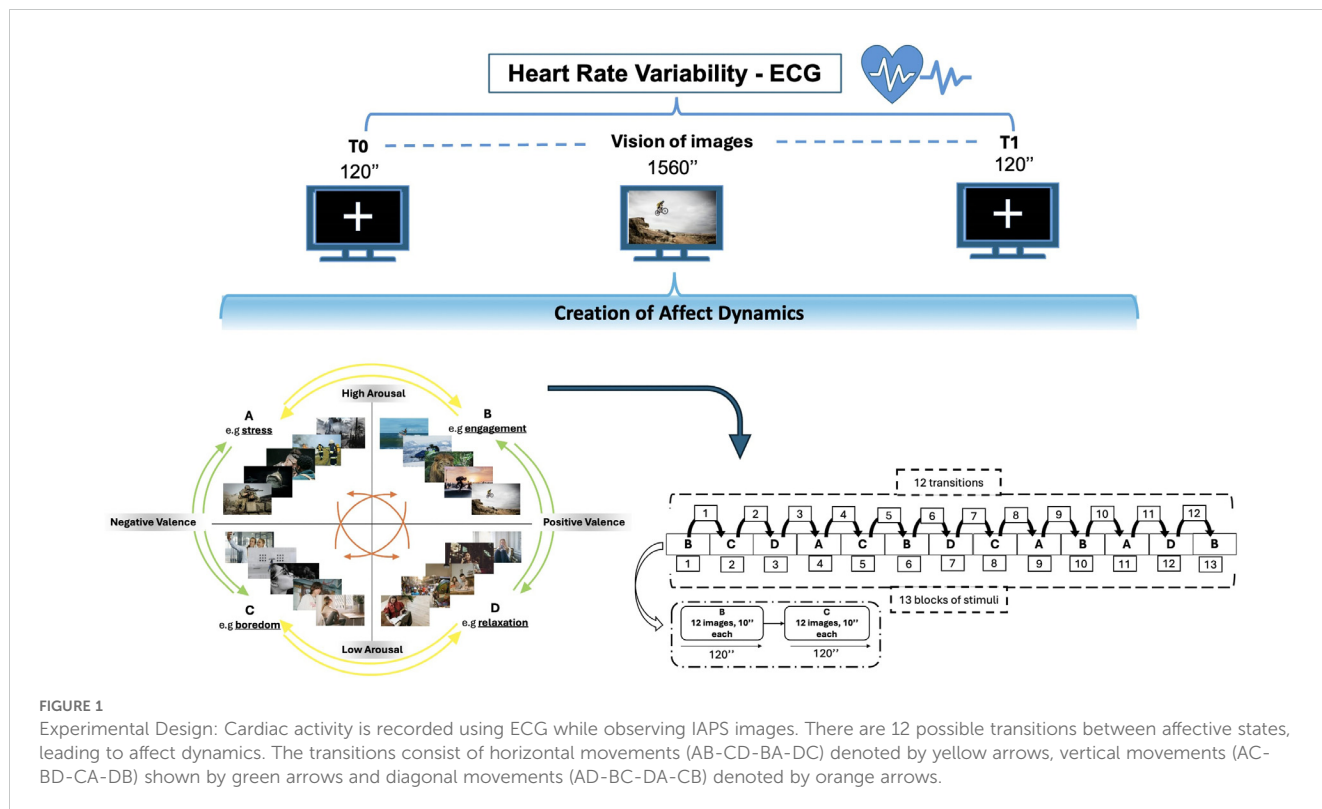 Heart Rate Variability - ECG
T0
Vision of images
T1
120’’
1560’’
120’’
Creation of Affect Dynamics
High Arousal
A
e.g stress
B
e.g engagement
Negative Valence
Positive Valence
C
e.g boredom
D
e.g relaxation
Low Arousal
12 transitions
1 2 3 4 5 6 7 8 9 10 11 12
B C D A C B D C A B A D B
1 2 3 4 5 6 7 8 9 10 11 12 13
13 blocks of stimuli
B
12 images, 10’’
each
C
12 images, 10’’
each
120’’
120’’
FIGURE 1
Experimental Design: Cardiac activity is recorded using ECG while observing IAPS images. There are 12 possible transitions between affective states,
leading to affect dynamics. The transitions consist of horizontal movements (AB-CD-BA-DC) denoted by yellow arrows, vertical movements (AC-
BD-CA-DB) shown by green arrows and diagonal movements (AD-BC-DA-CB) denoted by orange arrows.